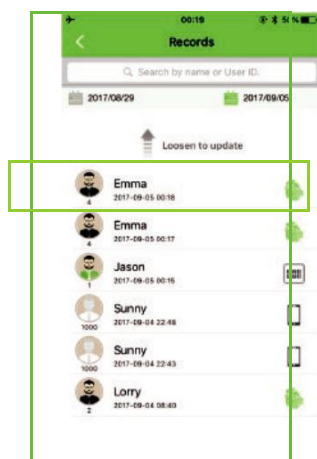 00:19
Records
Search by name or User ID.
2017/08/29 2017/09/05
Loosen to update
Emma
4 2017-09-05 00:18
Emma
4 2017-09-05 00:17
Jason
1 2017-09-05 00:15
Sunny
1000 2017-09-04 22:48
Sunny
1000 2017-09-04 22:43
Lorry
2 2017-09-04 08:40